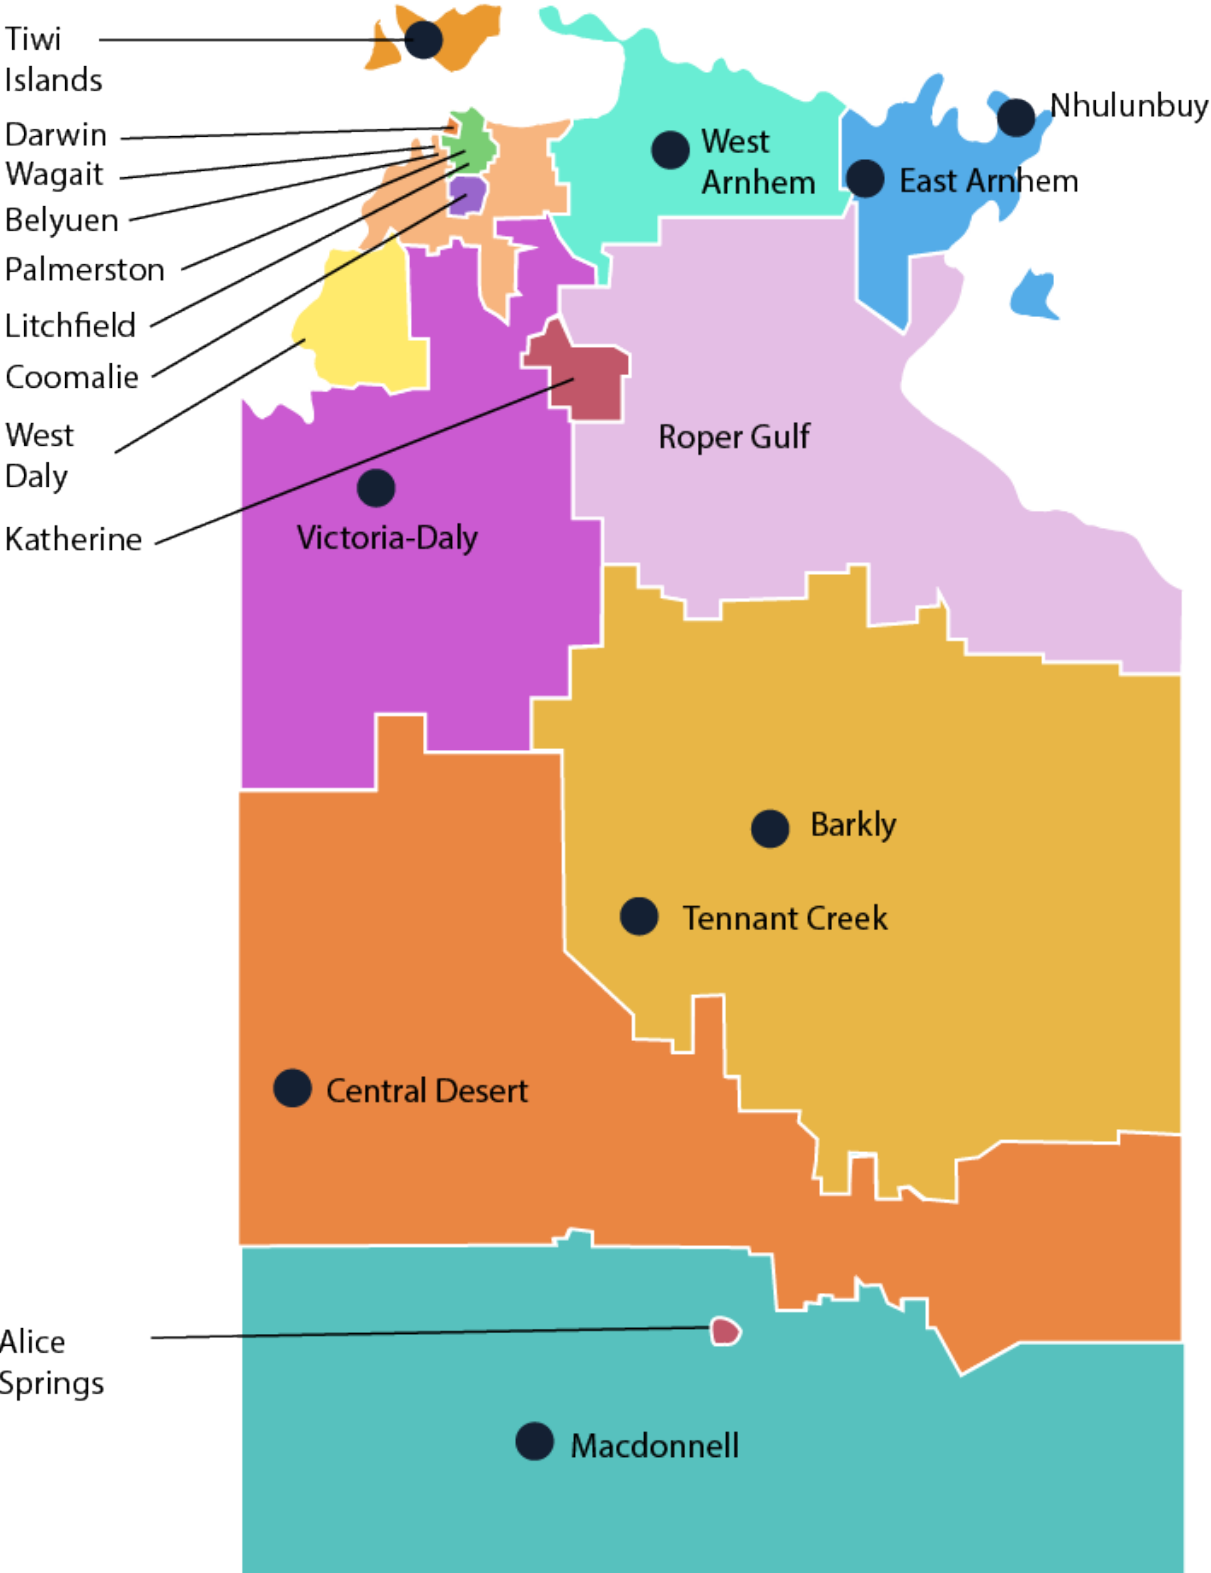 Tiwi
Islands
Darwin
Wagait
Belyuen
Palmerston
Litchfield
Coomalie
West
Daly
Katherine
Nhulunbuy
West
Arnhem
East Arnhem
Roper Gulf
Victoria-Daly
Barkly
Tennant Creek
Central Desert
Alice
Springs
Macdonnell